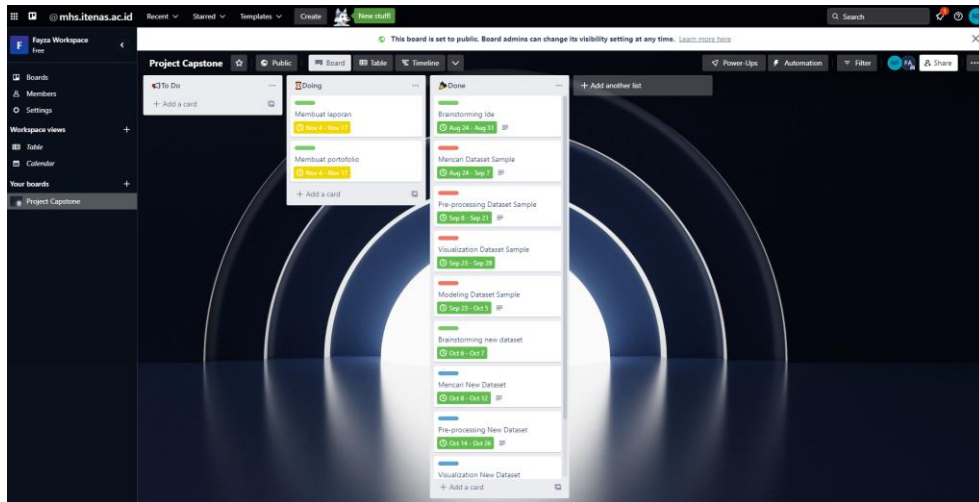 @mhs.itenas.ac.id Recent Starred Templates Create New stuff! Search
Fayza Workspace
Free
This board is set to public. Board admins can change its visibility setting at any time. Learn more here
Project Capstone Public Board Table Timeline Power-Ups Automation Filter FA Share
Boards
Members
Settings
Workspace views
Table
Calendar
Your boards
Project Capstone
To Do
+ Add a card
Doing
Membuat laporan
Nov 4 - Nov 17
Membuat portofolio
Nov 4 - Nov 17
+ Add a card
Done
Brainstorming Ide
Aug 24 - Aug 31
Mencari Dataset Sample
Aug 24 - Sep 7
Pre-processing Dataset Sample
Sep 8 - Sep 21
Visualization Dataset Sample
Sep 23 - Sep 28
Modeling Dataset Sample
Sep 23 - Oct 5
Brainstorming new dataset
Oct 6 - Oct 7
Mencari New Dataset
Oct 8 - Oct 12
Pre-processing New Dataset
Oct 14 - Oct 26
Visualization New Dataset
+ Add a card
+ Add another list